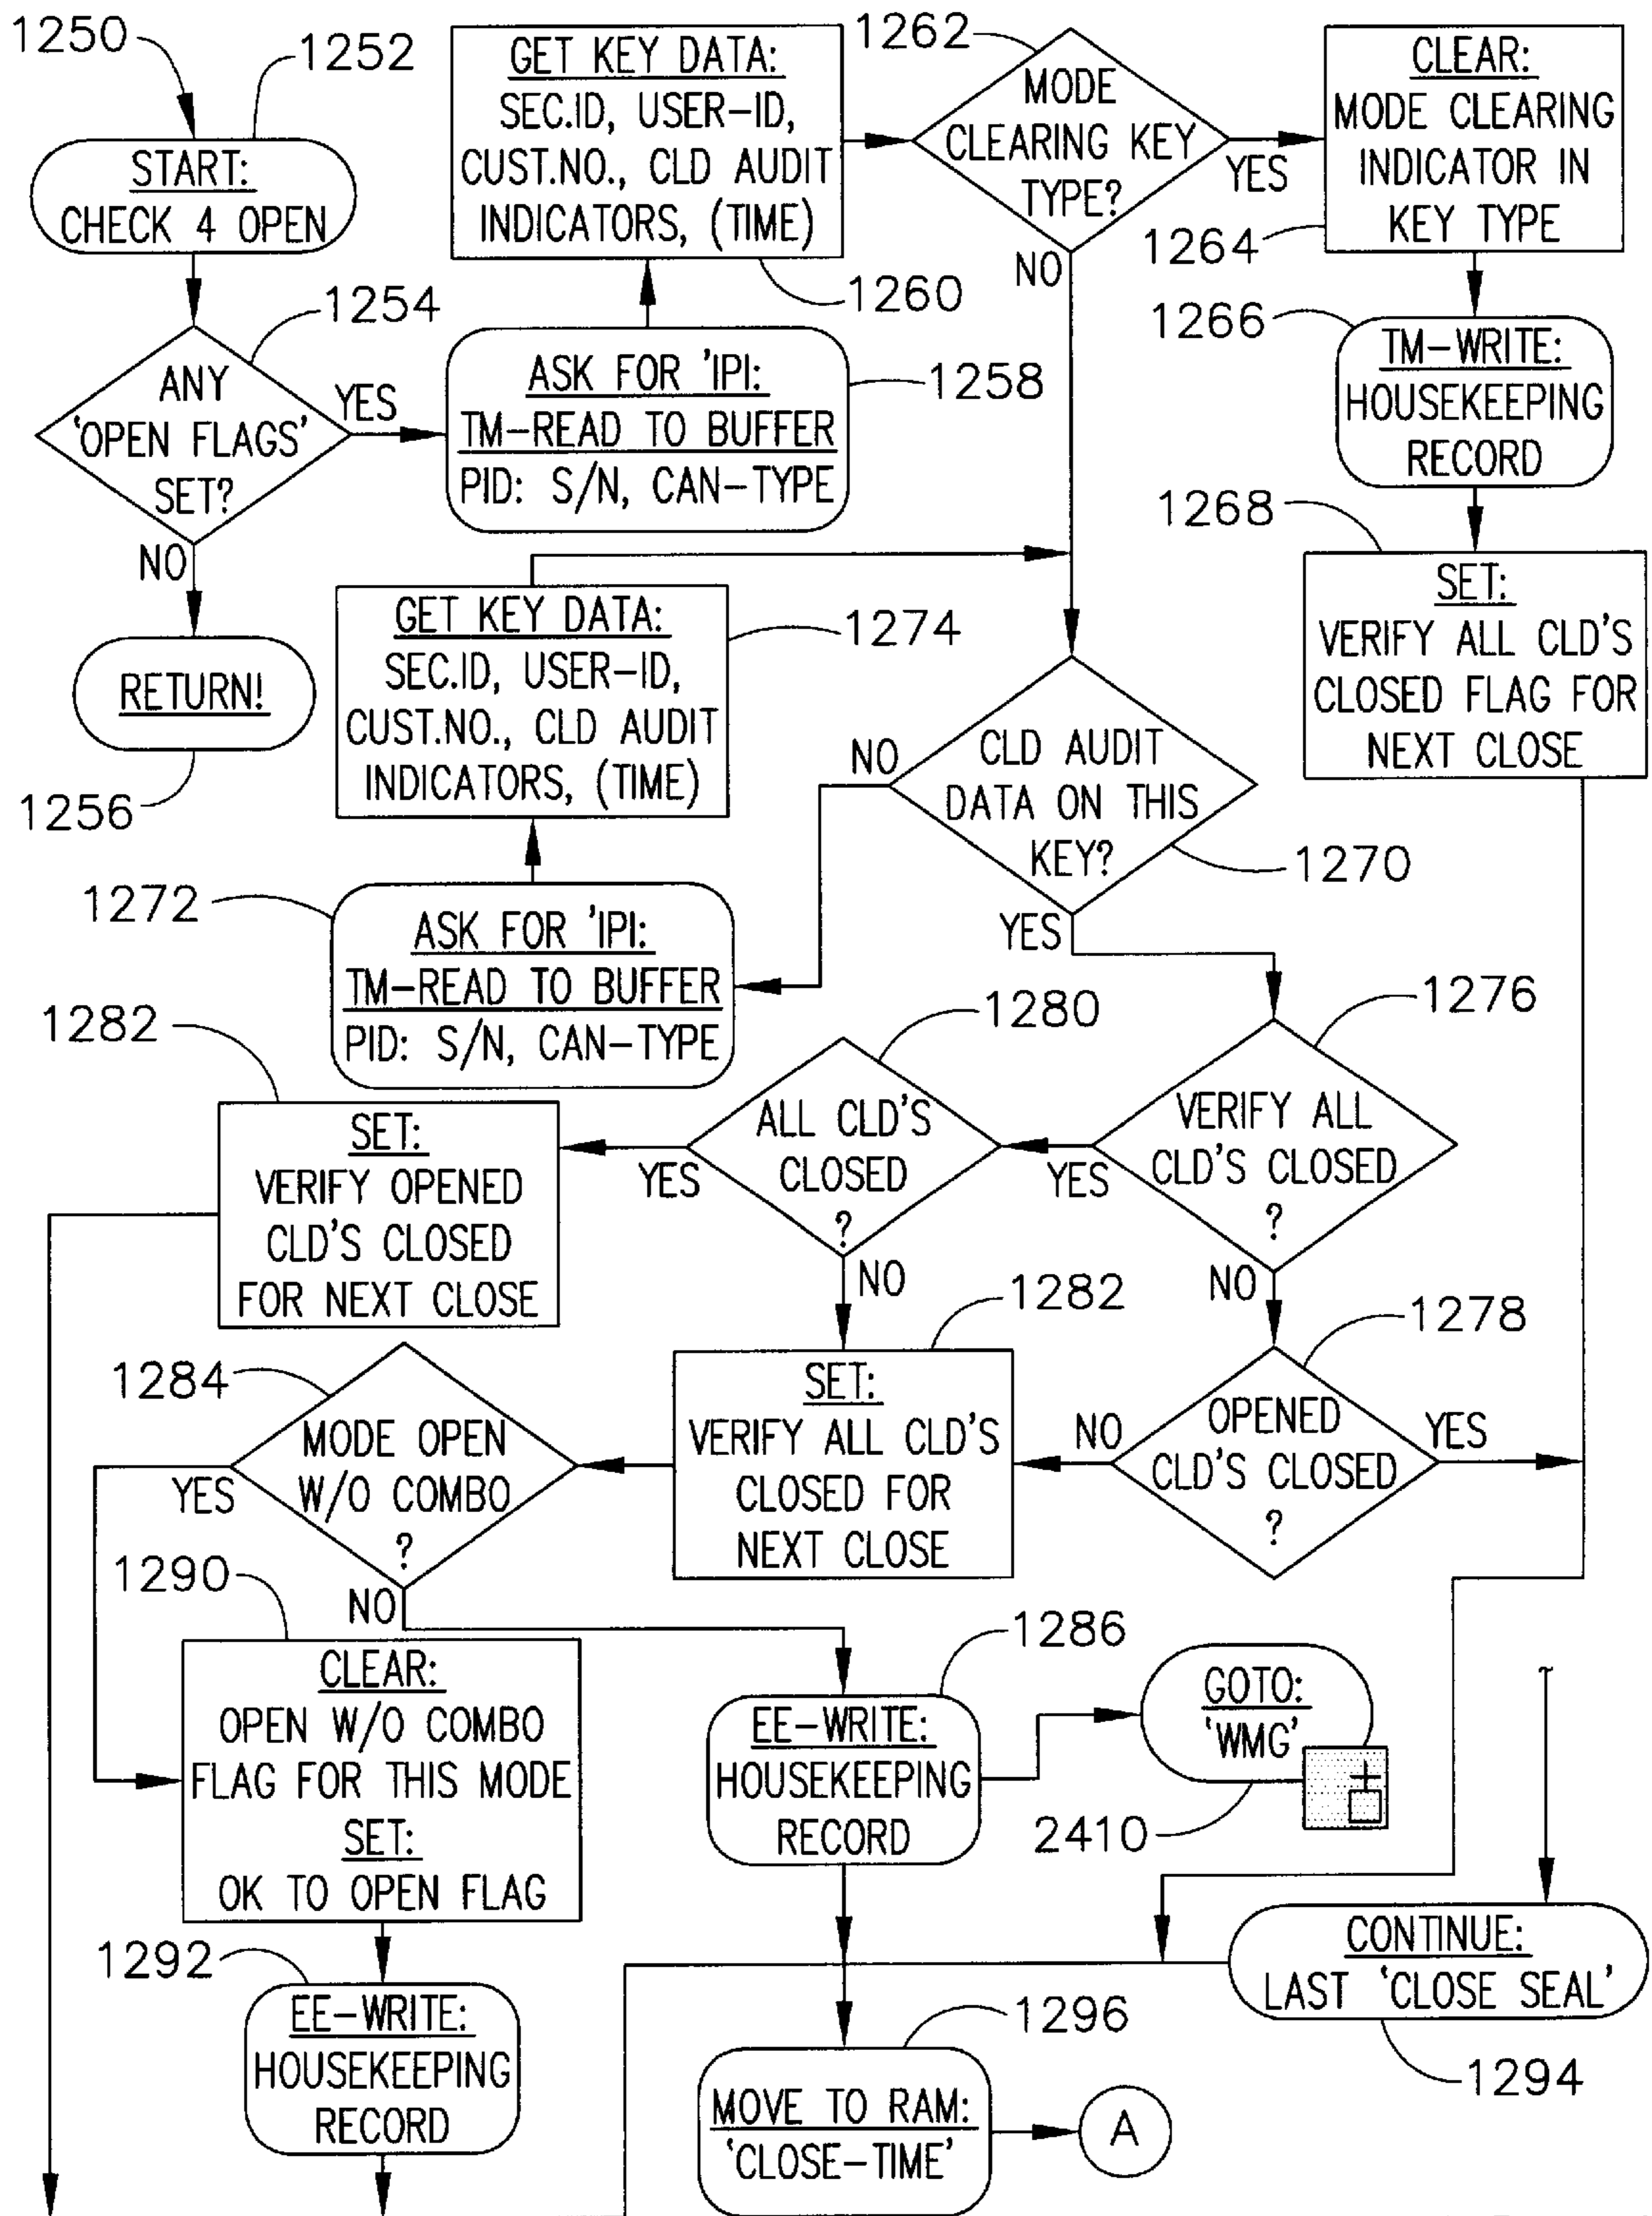 1250
1252
START:
CHECK 4 OPEN
1254
ANY
'OPEN FLAGS'
SET?
YES
NO
RETURN!
1256
ASK FOR 'IPI:
TM-READ TO BUFFER
PID: S/N, CAN-TYPE
1258
GET KEY DATA:
SEC.ID, USER-ID,
CUST.NO., CLD AUDIT
INDICATORS, (TIME)
1260
1262
MODE
CLEARING KEY
TYPE?
YES
NO
CLEAR:
MODE CLEARING
INDICATOR IN
KEY TYPE
1264
1266
TM-WRITE:
HOUSEKEEPING
RECORD
1268
SET:
VERIFY ALL CLD'S
CLOSED FLAG FOR
NEXT CLOSE
GET KEY DATA:
SEC.ID, USER-ID,
CUST.NO., CLD AUDIT
INDICATORS, (TIME)
1274
NO
CLD AUDIT
DATA ON THIS
KEY?
1270
YES
1272
ASK FOR 'IPI:
TM-READ TO BUFFER
PID: S/N, CAN-TYPE
1276
VERIFY ALL
CLD'S CLOSED
?
YES
NO
1280
ALL CLD'S
CLOSED
?
YES
NO
1282
SET:
VERIFY OPENED
CLD'S CLOSED
FOR NEXT CLOSE
1278
OPENED
CLD'S CLOSED
?
NO
YES
1282
SET:
VERIFY ALL CLD'S
CLOSED FOR
NEXT CLOSE
1284
MODE OPEN
W/O COMBO
?
YES
NO
1290
CLEAR:
OPEN W/O COMBO
FLAG FOR THIS MODE
SET:
OK TO OPEN FLAG
1286
EE-WRITE:
HOUSEKEEPING
RECORD
GOTO:
'WMG'
2410
1292
EE-WRITE:
HOUSEKEEPING
RECORD
CONTINUE:
LAST 'CLOSE SEAL'
1294
1296
MOVE TO RAM:
'CLOSE-TIME'
A